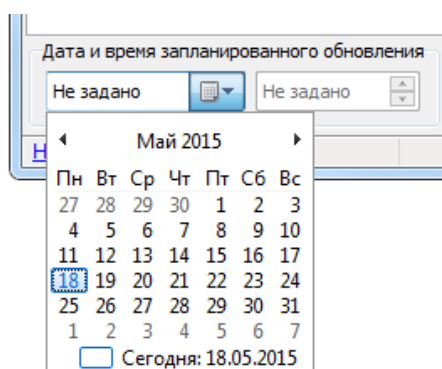 Дата и время запланированного обновления
Не задано Не задано
Н
Май 2015
Пн Вт Ср Чт Пт Сб Вс
27 28 29 30 1 2 3
4 5 6 7 8 9 10
11 12 13 14 15 16 17
18 19 20 21 22 23 24
25 26 27 28 29 30 31
1 2 3 4 5 6 7
Сегодня: 18.05.2015